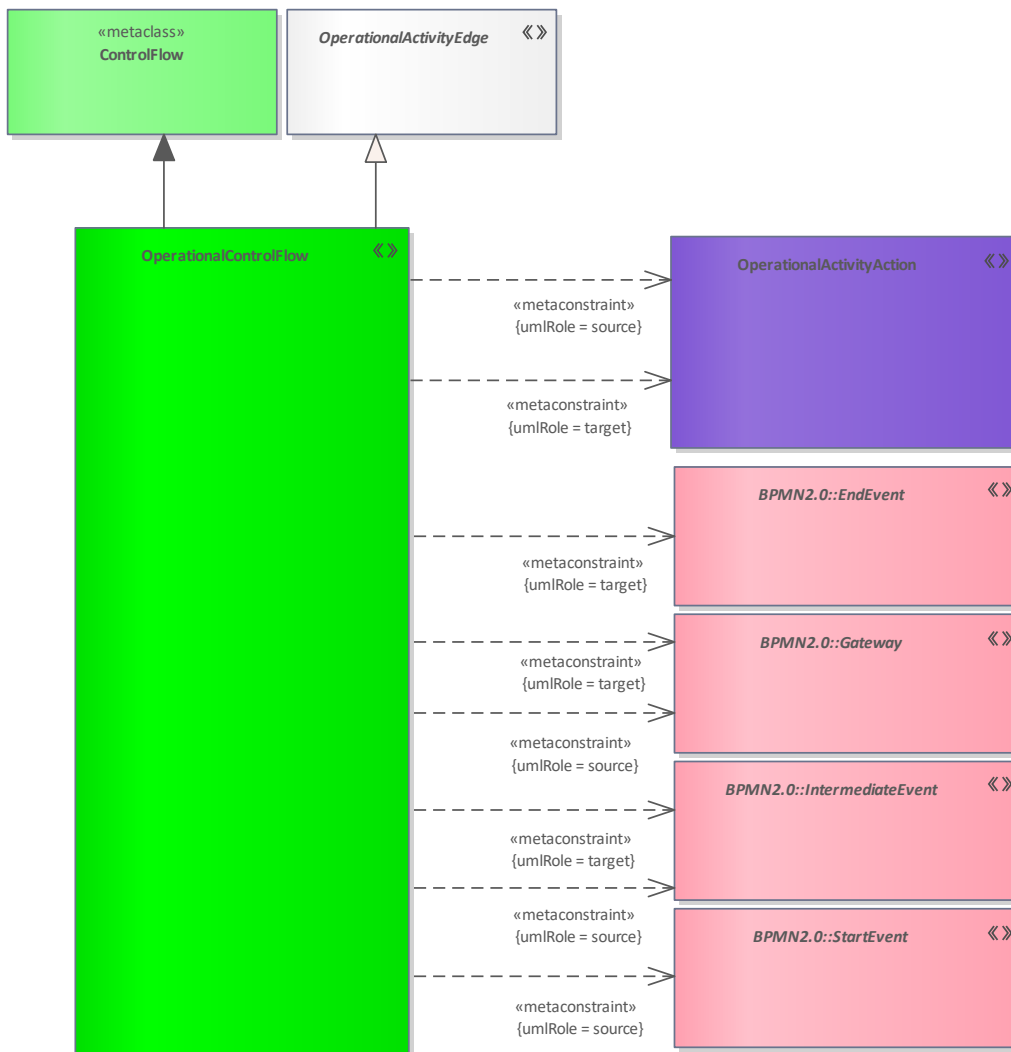 «metaclass»
ControlFlow
OperationalActivityEdge
«»
OperationalControlFlow
«»
OperationalActivityAction
«»
«metaconstraint»
{umlRole = source}
«metaconstraint»
{umlRole = target}
BPMN2.0::EndEvent
«»
«metaconstraint»
{umlRole = target}
BPMN2.0::Gateway
«»
«metaconstraint»
{umlRole = target}
«metaconstraint»
{umlRole = source}
BPMN2.0::IntermediateEvent
«»
«metaconstraint»
{umlRole = target}
«metaconstraint»
{umlRole = source}
BPMN2.0::StartEvent
«»
«metaconstraint»
{umlRole = source}